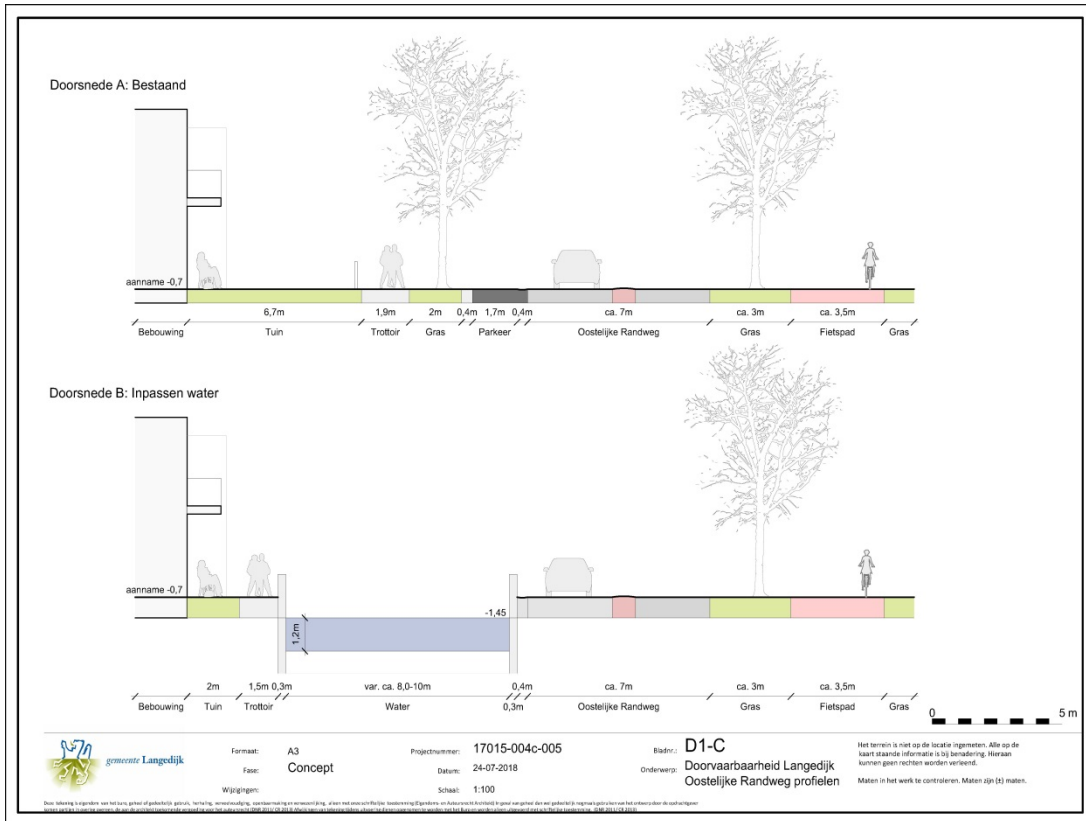 Doorsnede A: Bestaand
aanname -0,7
6,7m 1,9m 2m 0,4m 1,7m 0,4m ca. 7m ca. 3m ca. 3,5m
Bebouwing Tuin Trottoir Gras Parkeer Oostelijke Randweg Gras Fietspad Gras
Doorsnede B: Inpassen water
aanname -0,7
-1,45
1,2m
2m 1,5m 0,3m var. ca. 8,0-10m 0,4m ca. 7m ca. 3m ca. 3,5m
Bebouwing Tuin Trottoir Water 0,3m Oostelijke Randweg Gras Fietspad Gras
0 5 m
gemeente Langedijk
Formaat: A3
Fase: Concept
Wijzigingen:
Projectnummer: 17015-004c-005
Datum: 24-07-2018
Schaal: 1:100
Bladnr.: D1-C
Onderwerp: Doorvaarbaarheid Langedijk
Oostelijke Randweg profielen
Het terrein is niet op de locatie ingemeten. Alle op de
kaart staande informatie is bij benadering. Hieraan
kunnen geen rechten worden verleend.
Maten in het werk te controleren. Maten zijn (±) maten.